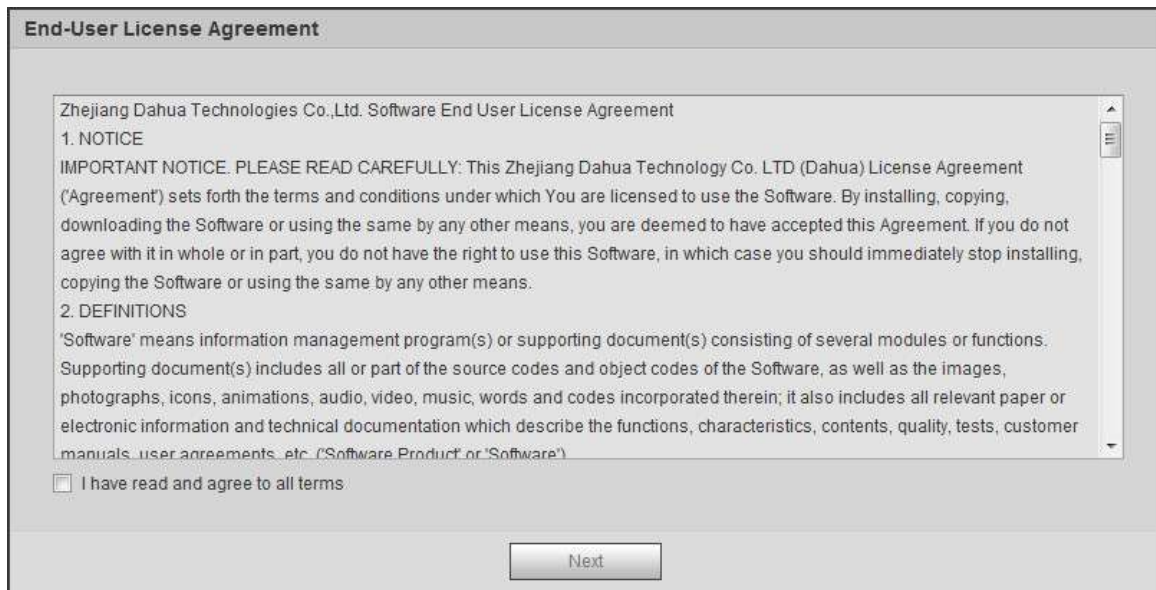 End-User License Agreement
Zhejiang Dahua Technologies Co.,Ltd. Software End User License Agreement
1. NOTICE
IMPORTANT NOTICE. PLEASE READ CAREFULLY: This Zhejiang Dahua Technology Co. LTD (Dahua) License Agreement
('Agreement') sets forth the terms and conditions under which You are licensed to use the Software. By installing, copying,
downloading the Software or using the same by any other means, you are deemed to have accepted this Agreement. If you do not
agree with it in whole or in part, you do not have the right to use this Software, in which case you should immediately stop installing,
copying the Software or using the same by any other means.
2. DEFINITIONS
'Software' means information management program(s) or supporting document(s) consisting of several modules or functions.
Supporting document(s) includes all or part of the source codes and object codes of the Software, as well as the images,
photographs, icons, animations, audio, video, music, words and codes incorporated therein; it also includes all relevant paper or
electronic information and technical documentation which describe the functions, characteristics, contents, quality, tests, customer
manuals, user agreements, etc. ('Software Product' or 'Software')
I have read and agree to all terms
Next